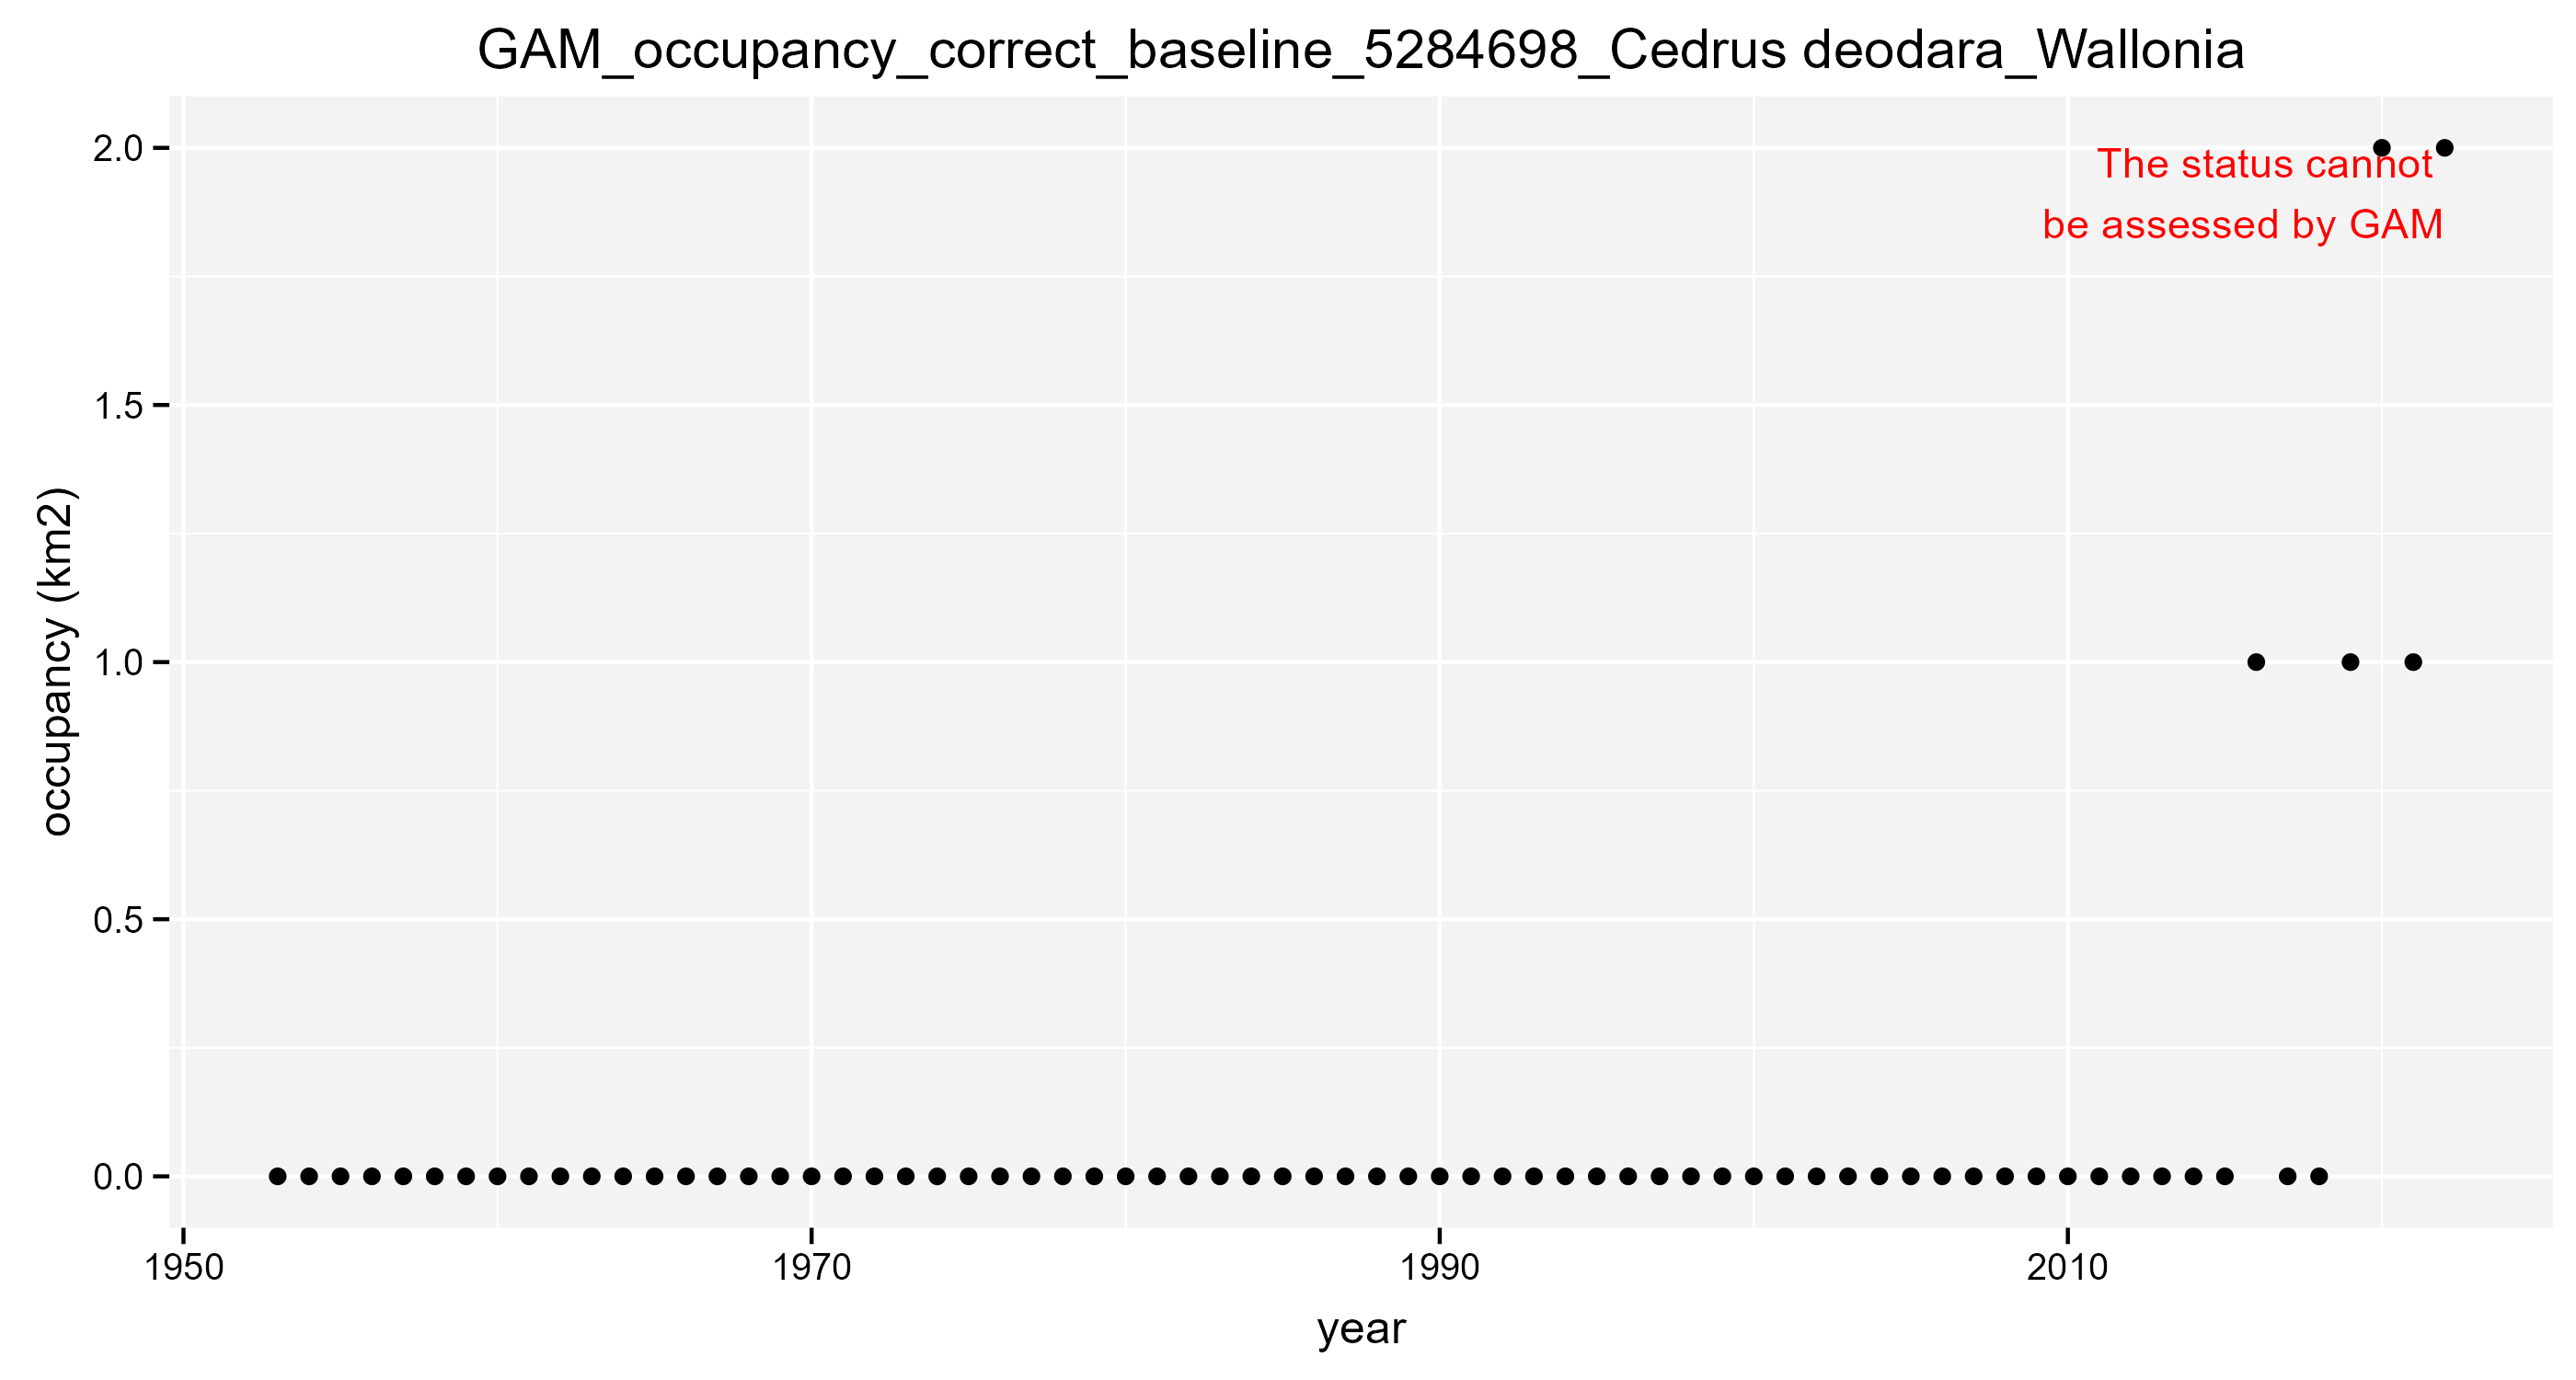 GAM_occupancy_correct_baseline_5284698_Cedrus deodara_Wallonia
2.0
The status cannot
be assessed by GAM
1.5
occupancy (km2)
1.0
0.5
0.0
1950 1970 1990 2010
year